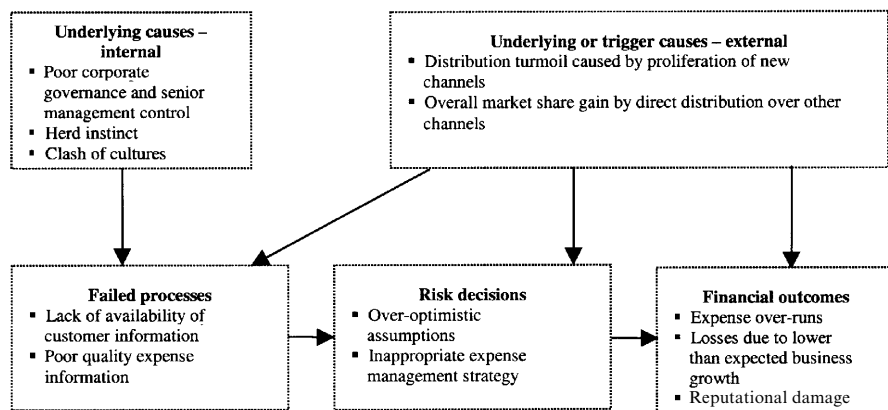 Underlying causes –
internal
▪ Poor corporate
governance and senior
management control
▪ Herd instinct
▪ Clash of cultures
Underlying or trigger causes – external
▪ Distribution turmoil caused by proliferation of new
channels
▪ Overall market share gain by direct distribution over other
channels
Failed processes
▪ Lack of availability of
customer information
▪ Poor quality expense
information
Risk decisions
▪ Over-optimistic
assumptions
▪ Inappropriate expense
management strategy
Financial outcomes
▪ Expense over-runs
▪ Losses due to lower
than expected business
growth
▪ Reputational damage